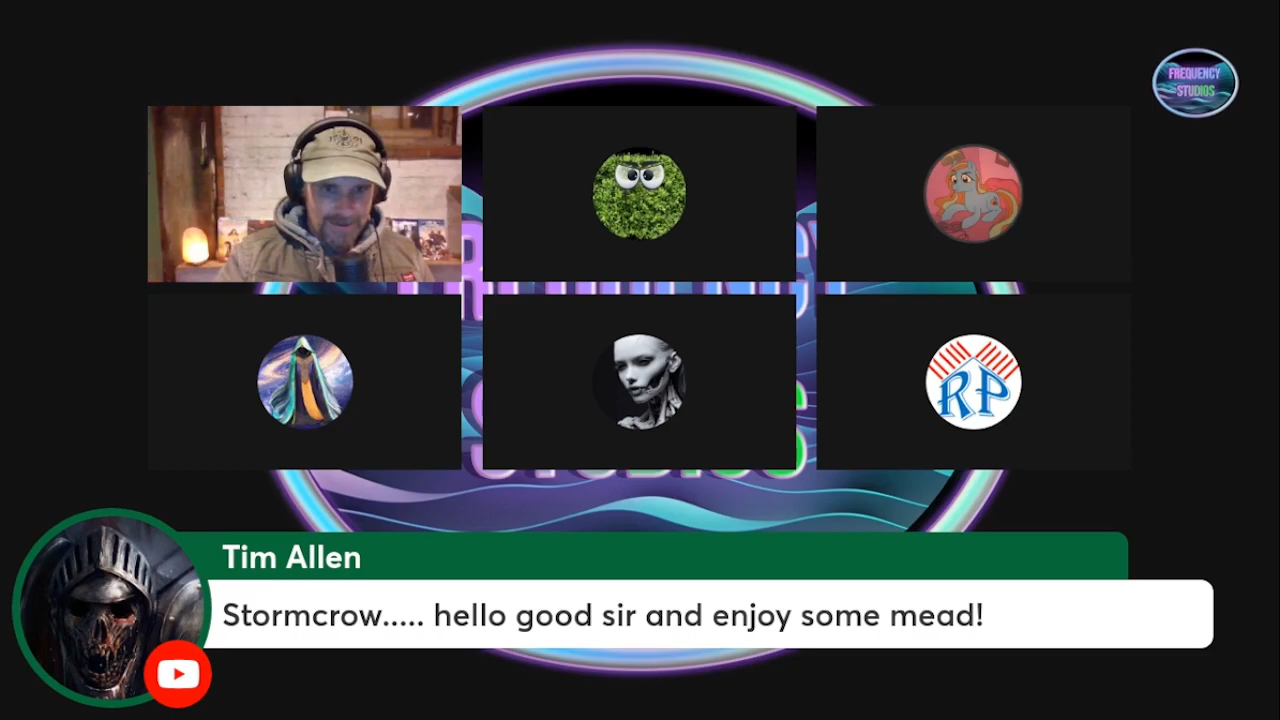 FREQUENCY
STUDIOS
RP
Tim Allen
Stormcrow..... hello good sir and enjoy some mead!